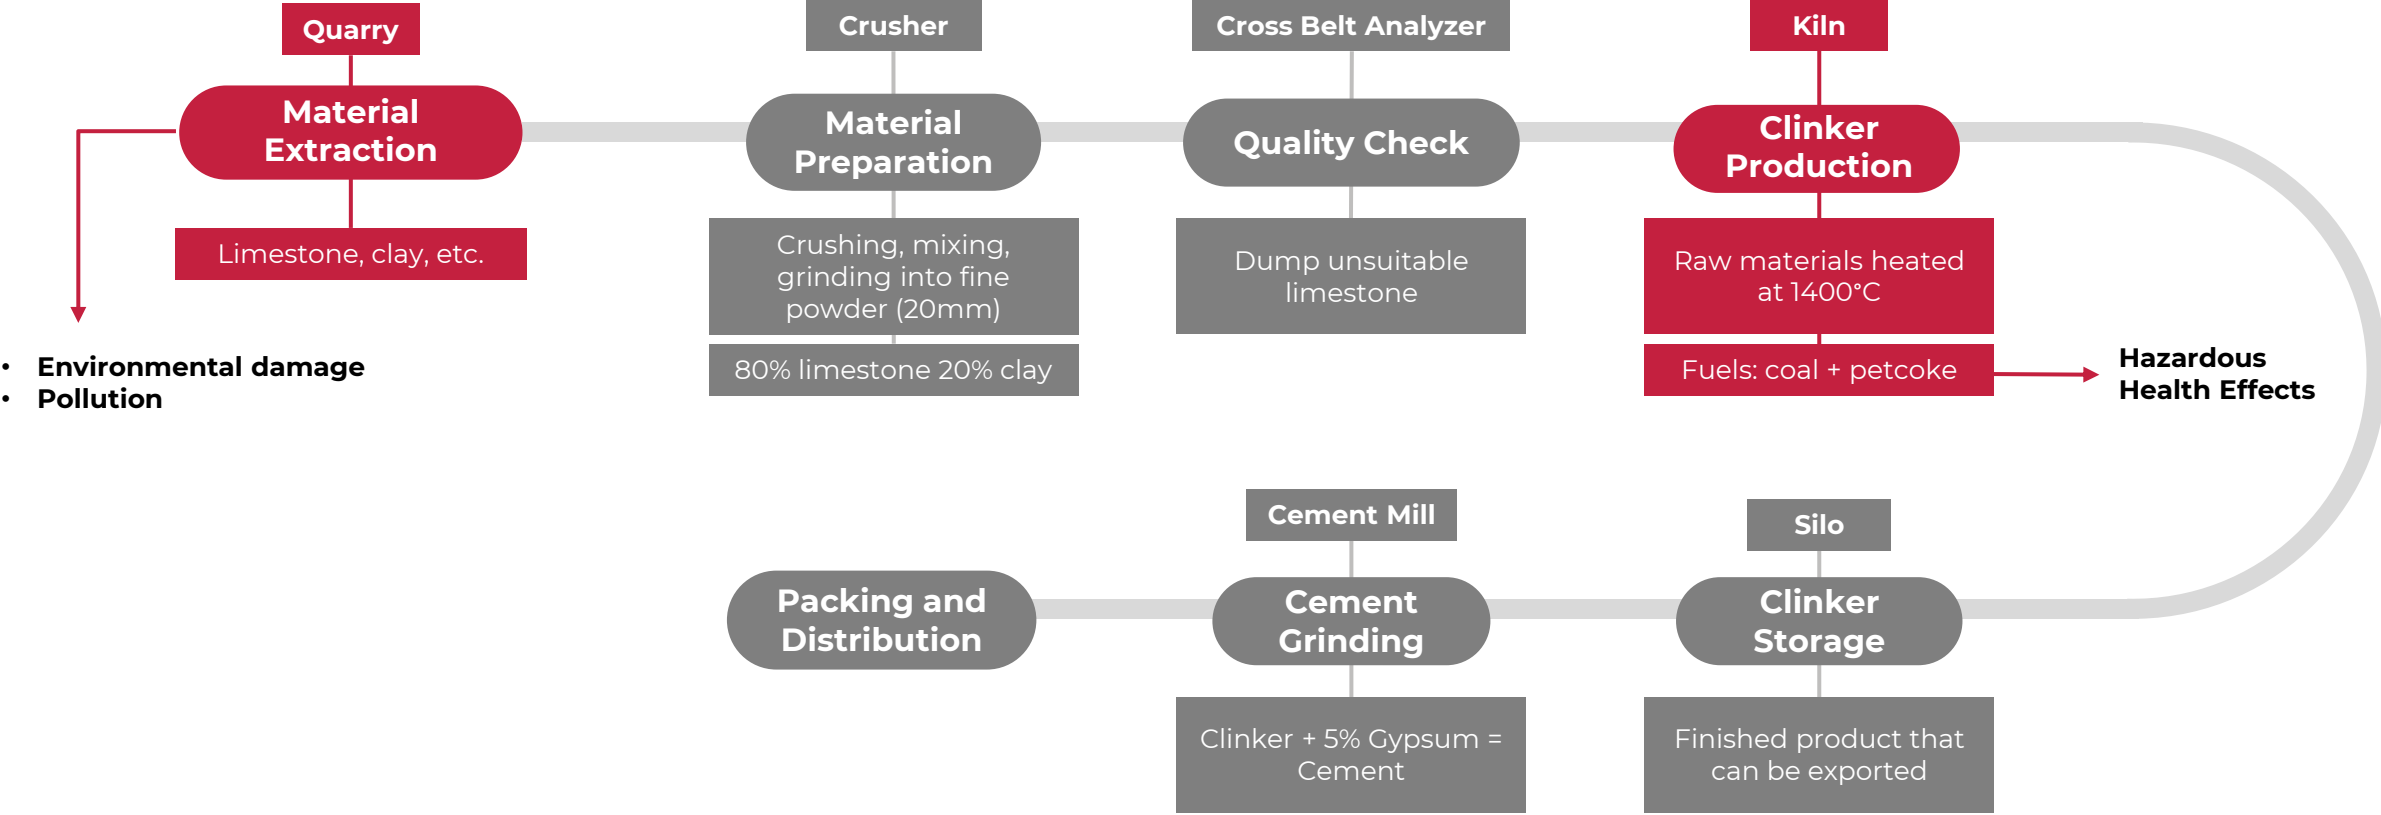 Quarry
Material
Extraction
Limestone, clay, etc.
• Environmental damage
• Pollution
Crusher
Material
Preparation
Crushing, mixing,
grinding into fine
powder (20mm)
80% limestone 20% clay
Cross Belt Analyzer
Quality Check
Dump unsuitable
limestone
Kiln
Clinker
Production
Raw materials heated
at 1400°C
Fuels: coal + petcoke
Hazardous
Health Effects
Silo
Clinker
Storage
Finished product that
can be exported
Cement Mill
Cement
Grinding
Clinker + 5% Gypsum =
Cement
Packing and
Distribution